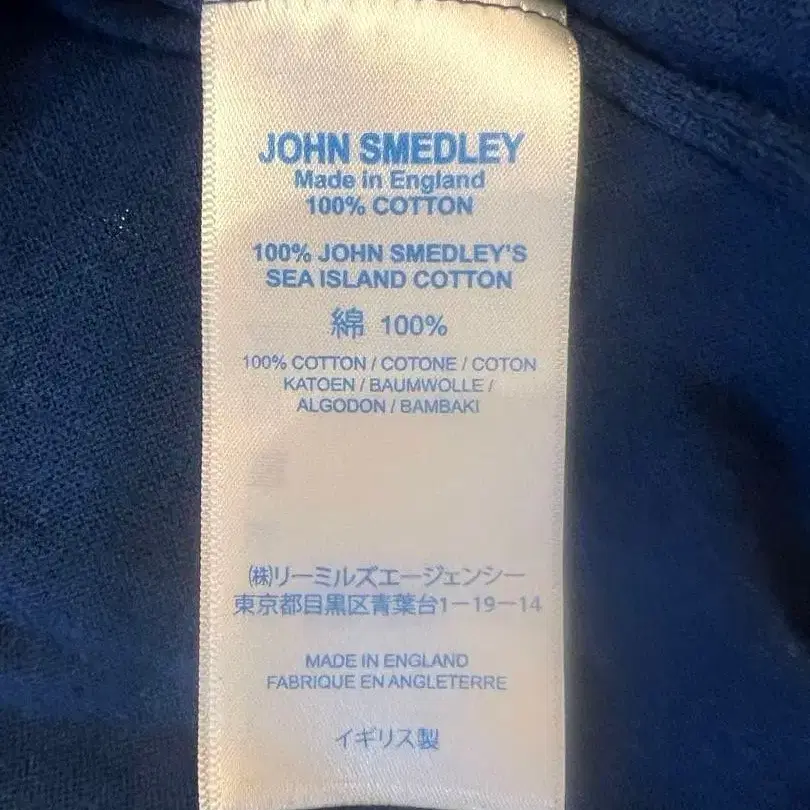 JOHN SMEDLEY
Made in England
100% COTTON
100% JOHN SMEDLEY'S
SEA ISLAND COTTON
綿 100%
100% COTTON / COTONE / COTON
KATOEN / BAUMWOLLE /
ALGODON / BAMBAKI
㈱リーミルズエージェンシー
東京都目黒区青葉台1−19−14
MADE IN ENGLAND
FABRIQUE EN ANGLETERRE
イギリス製